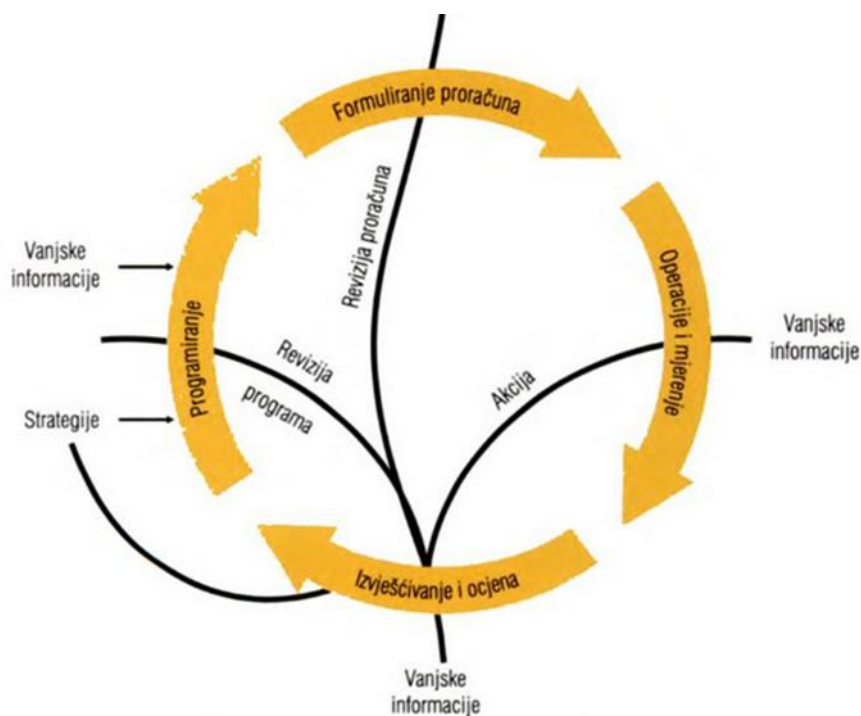 Formuliranje proračuna
Revizija proračuna
Operacije i mjerenje
Vanjske
informacije
Programiranje
Revizija
programa
Akcija
Vanjske
informacije
Strategije
Izvješćivanje i ocjena
Vanjske
informacije